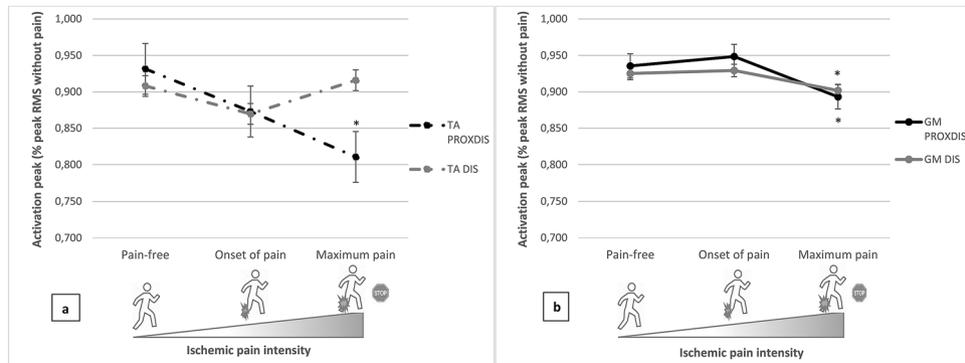 Activation peak (% peak RMS without pain)
1,000
0,950
0,900
0,850
0,800
0,750
0,700
*
TA PROXDIS
TA DIS
Pain-free Onset of pain Maximum pain
STOP
a
Ischemic pain intensity
Activation peak (% peak RMS without pain)
1,000
0,950
0,900
0,850
0,800
0,750
0,700
*
*
GM PROXDIS
GM DIS
Pain-free Onset of pain Maximum pain
STOP
b
Ischemic pain intensity